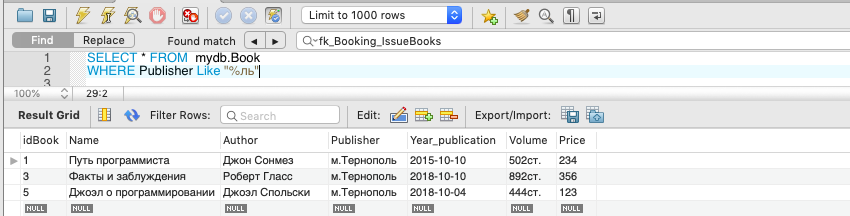 Limit to 1000 rows
Find Replace Found match fk_Booking_IssueBooks
1 SELECT * FROM mydb.Book
2 WHERE Publisher Like "%ль"
3
100% 29:2
Result Grid Filter Rows: Search Edit: Export/Import:
idBook Name Author Publisher Year_publication Volume Price
1 Путь программиста Джон Сонмез м.Тернополь 2015-10-10 502ст. 234
3 Факты и заблуждения Роберт Гласс м.Тернополь 2018-10-10 892ст. 356
5 Джоэл о программировании Джоэл Спольски м.Тернополь 2018-10-04 444ст. 123
NULL NULL NULL NULL NULL NULL NULL